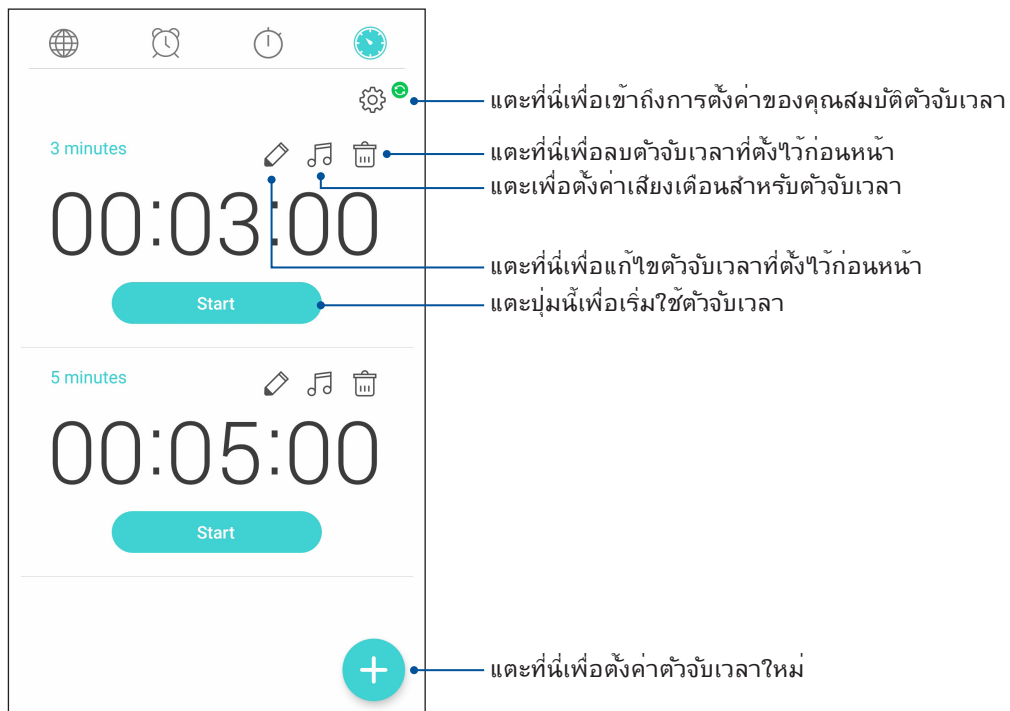 แตะที่นี่เพื่อเข้าถึงการตั้งค่าของคุณสมบัติตัวจับเวลา
3 minutes
แตะที่นี่เพื่อลบตัวจับเวลาที่ตั้งไว้ก่อนหน้า
แตะเพื่อตั้งค่าเสียงเตือนสำหรับตัวจับเวลา
00:03:00
แตะที่นี่เพื่อแก้ไขตัวจับเวลาที่ตั้งไว้ก่อนหน้า
Start
แตะปุ่มนี้เพื่อเริ่มใช้ตัวจับเวลา
5 minutes
00:05:00
Start
แตะที่นี่เพื่อตั้งค่าตัวจับเวลาใหม่